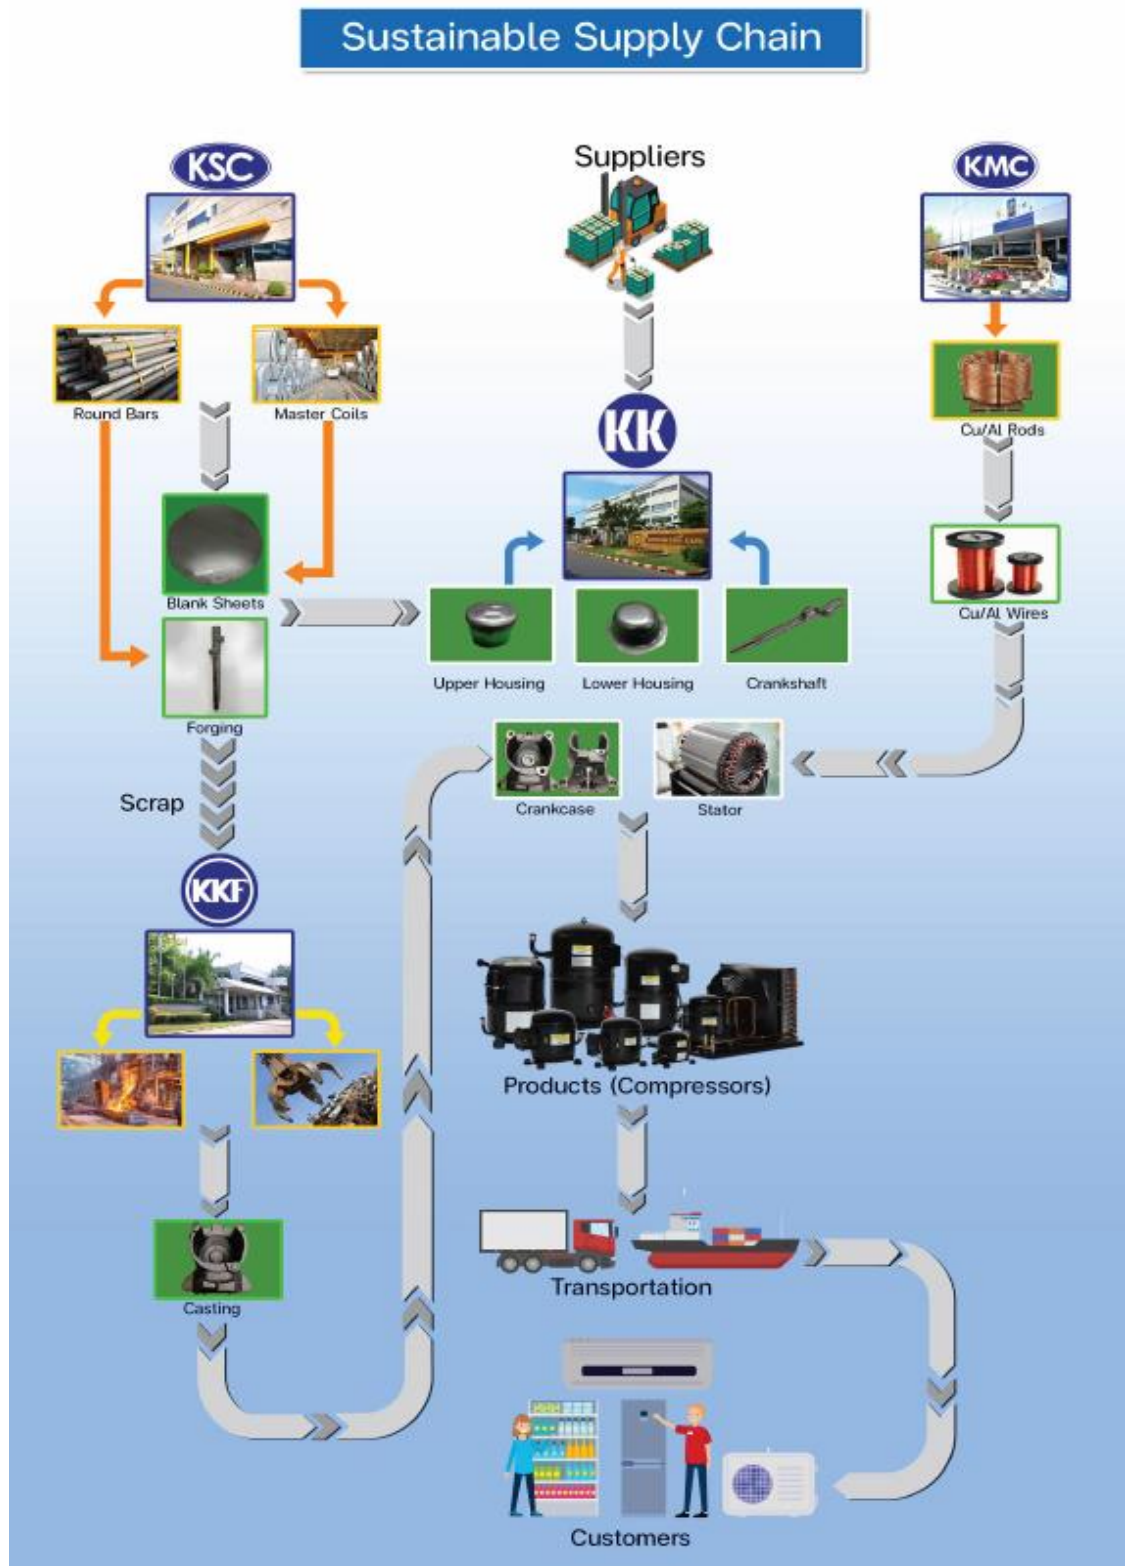 Sustainable Supply Chain
KSC
Suppliers
KMC
Round Bars
Master Coils
KK
Cu/Al Rods
Blank Sheets
Cu/Al Wires
Forging
Upper Housing
Lower Housing
Crankshaft
Scrap
Crankcase
Stator
KKF
Products (Compressors)
Casting
Transportation
Customers